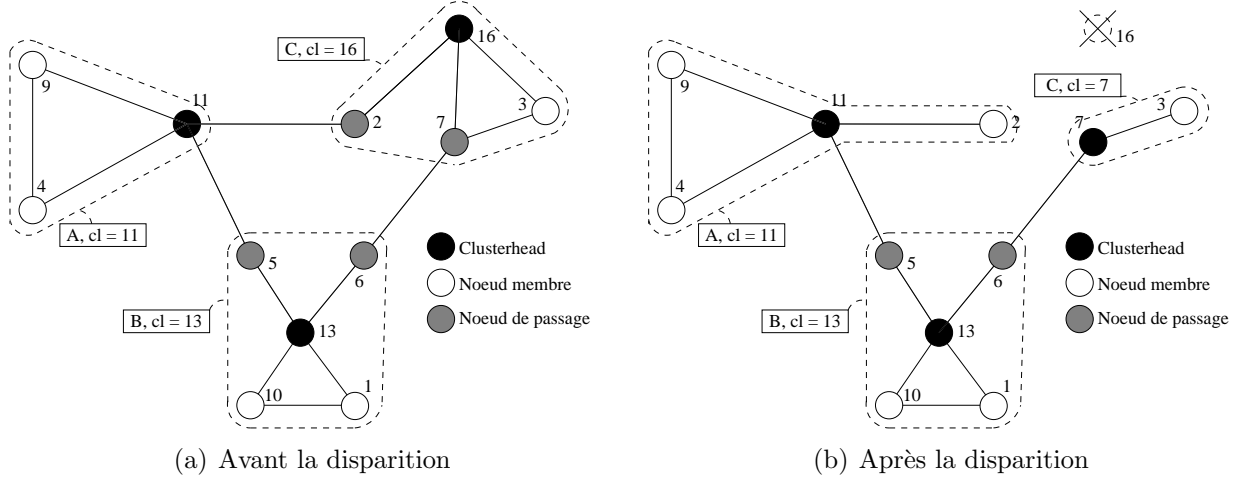 C, cl = 16
16
9
11
3
2
7
4
A, cl = 11
5
6
B, cl = 13
13
10
1
Clusterhead
Noeud membre
Noeud de passage
(a) Avant la disparition
16
C, cl = 7
9
11
3
2
7
4
A, cl = 11
5
6
B, cl = 13
13
10
1
Clusterhead
Noeud membre
Noeud de passage
(b) Après la disparition